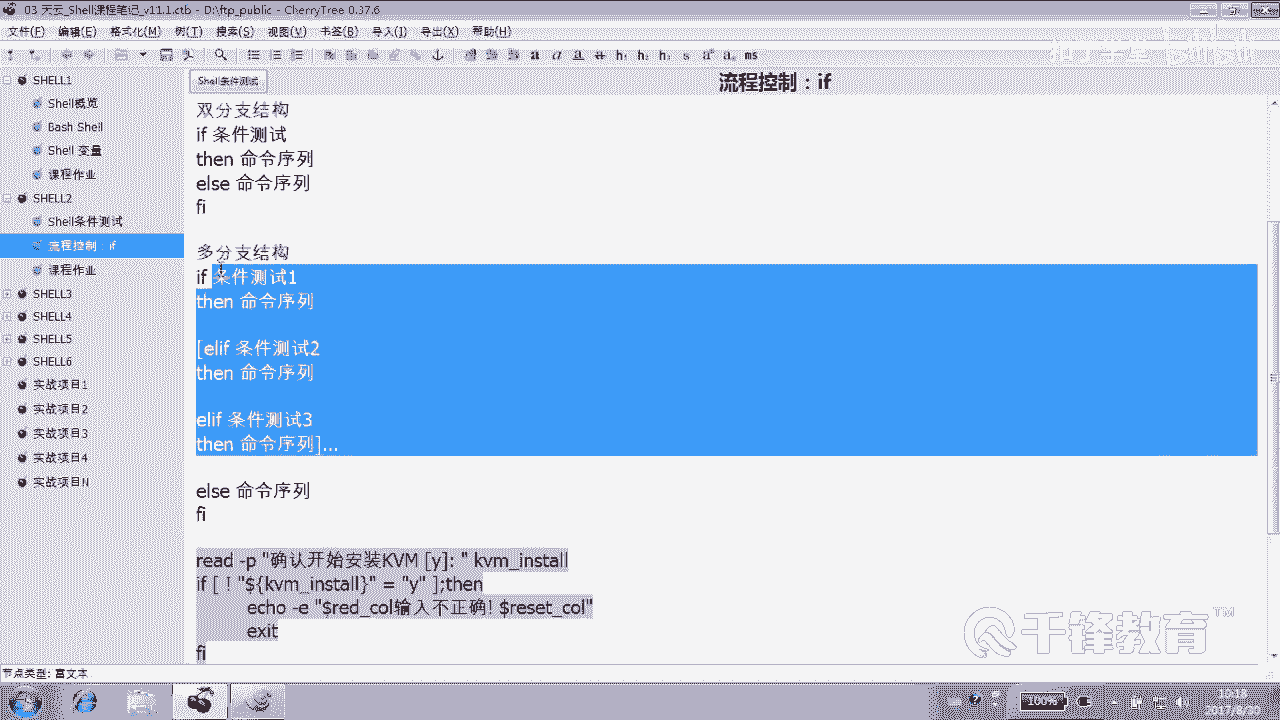 03 天云_Shell课程笔记_v11.1.ctb - D:\ftp_public - CherryTree 0.37.6
文件(F) 编辑(E) 格式化(M) 树(T) 搜索(S) 视图(V) 书签(B) 导入(I) 导出(X) 帮助(H)
a a a a h₁ h₂ h₃ s aª aₐ ms
SHELL1
Shell概览
Bash Shell
Shell 变量
课程作业
SHELL2
Shell条件测试
流程控制：if
课程作业
SHELL3
SHELL4
SHELL5
SHELL6
实战项目1
实战项目2
实战项目3
实战项目4
实战项目N
Shell条件测试
流程控制：if
双分支结构
if 条件测试
then 命令序列
else 命令序列
fi
多分支结构
if 条件测试1
then 命令序列
[elif 条件测试2
then 命令序列
elif 条件测试3
then 命令序列]...
else 命令序列
fi
read -p "确认开始安装KVM [y]: " kvm_install
if [ ! "${kvm_install}" = "y" ];then
echo -e "$red_col输入不正确! $reset_col"
exit
fi
千锋教育™
节点类型: 富文本
100%